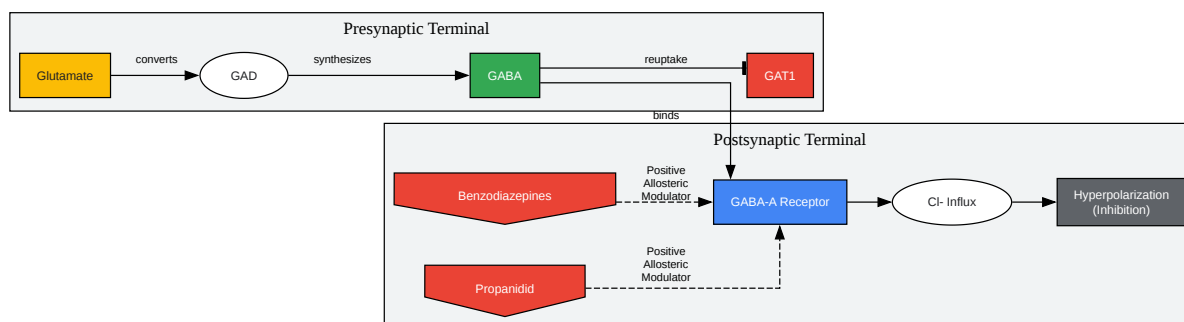 Presynaptic Terminal
Glutamate
converts
GAD
synthesizes
GABA
reuptake
GAT1
binds
Postsynaptic Terminal
Benzodiazepines
Positive
Allosteric
Modulator
GABA-A Receptor
Cl- Influx
Hyperpolarization
(Inhibition)
Propanidid
Positive
Allosteric
Modulator